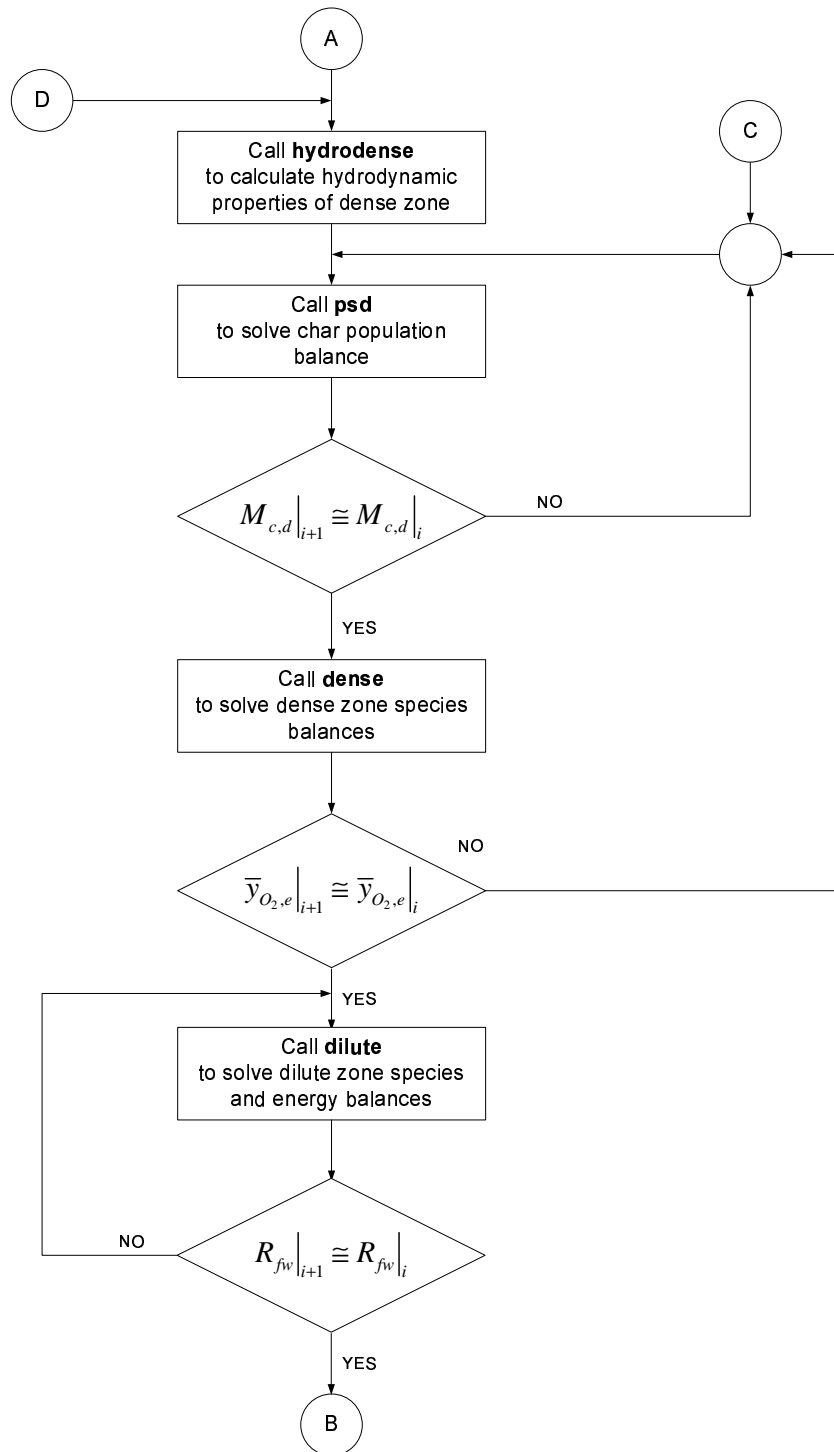 A
D
Call hydrodense
to calculate hydrodynamic
properties of dense zone
C
Call psd
to solve char population
balance
M_{c,d}|_{i+1} ≅ M_{c,d}|_i
NO
YES
Call dense
to solve dense zone species
balances
NO
y̅_{O_2,e}|_{i+1} ≅ y̅_{O_2,e}|_i
YES
Call dilute
to solve dilute zone species
and energy balances
NO
R_{fw}|_{i+1} ≅ R_{fw}|_i
YES
B